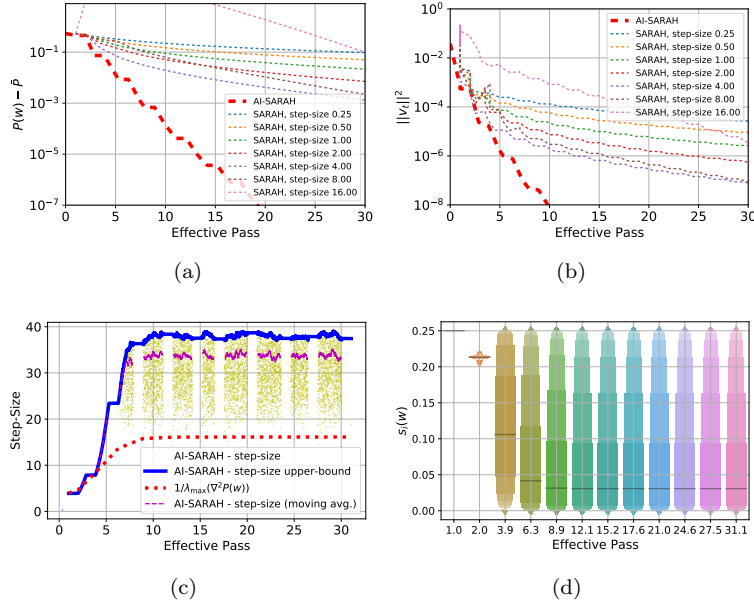 10⁻¹
10⁻³
10⁻⁵
10⁻⁷
P(w) − P̄
AI-SARAH
SARAH, step-size 0.25
SARAH, step-size 0.50
SARAH, step-size 1.00
SARAH, step-size 2.00
SARAH, step-size 4.00
SARAH, step-size 8.00
SARAH, step-size 16.00
0 5 10 15 20 25 30
Effective Pass
(a)
10⁰
10⁻²
10⁻⁴
10⁻⁶
10⁻⁸
||vₜ||²
AI-SARAH
SARAH, step-size 0.25
SARAH, step-size 0.50
SARAH, step-size 1.00
SARAH, step-size 2.00
SARAH, step-size 4.00
SARAH, step-size 8.00
SARAH, step-size 16.00
0 5 10 15 20 25 30
Effective Pass
(b)
40
30
20
10
0
Step-Size
AI-SARAH - step-size
AI-SARAH - step-size upper-bound
1/λmax(∇²P(w))
AI-SARAH - step-size (moving avg.)
0 5 10 15 20 25 30
Effective Pass
(c)
0.25
0.20
0.15
0.10
0.05
0.00
sᵢ(w)
1.0 2.0 3.9 6.3 8.9 12.1 15.2 17.6 21.0 24.6 27.5 31.1
Effective Pass
(d)